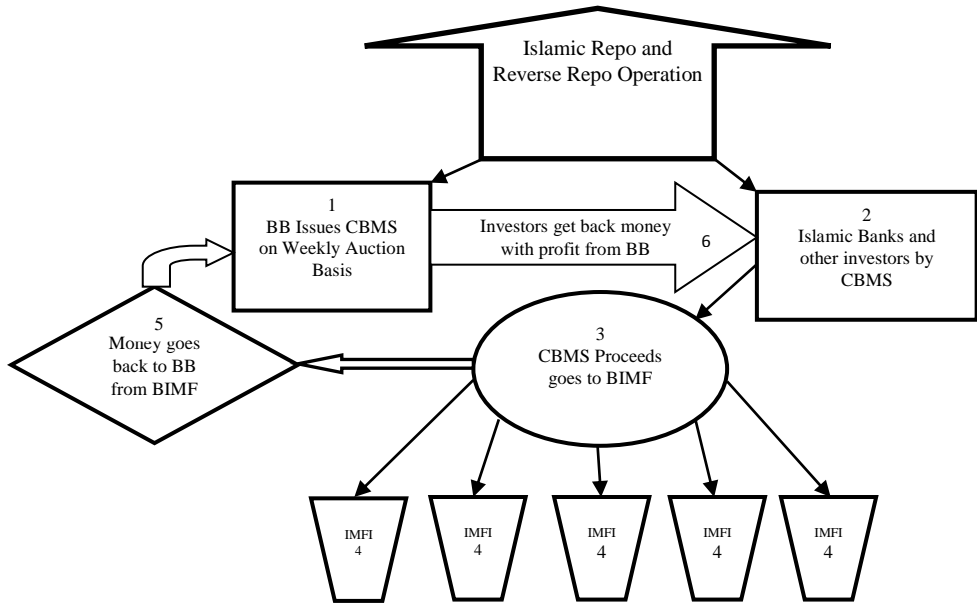 Islamic Repo and
Reverse Repo Operation
1
BB Issues CBMS
on Weekly Auction
Basis
Investors get back money
with profit from BB
6
2
Islamic Banks and
other investors by
CBMS
3
CBMS Proceeds
goes to BIMF
5
Money goes
back to BB
from BIMF
IMFI
4
IMFI
4
IMFI
4
IMFI
4
IMFI
4